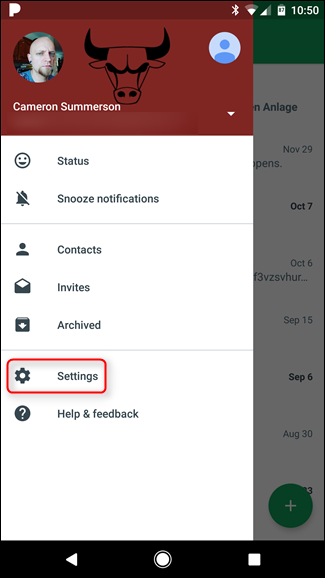 10:50
Cameron Summerson
n Anlage
Status
Nov 29
opens.
Snooze notifications
Oct 7
Contacts
Oct 6
f3vzsvhur...
Invites
Archived
Sep 15
Settings
Sep 6
Help & feedback
Aug 30